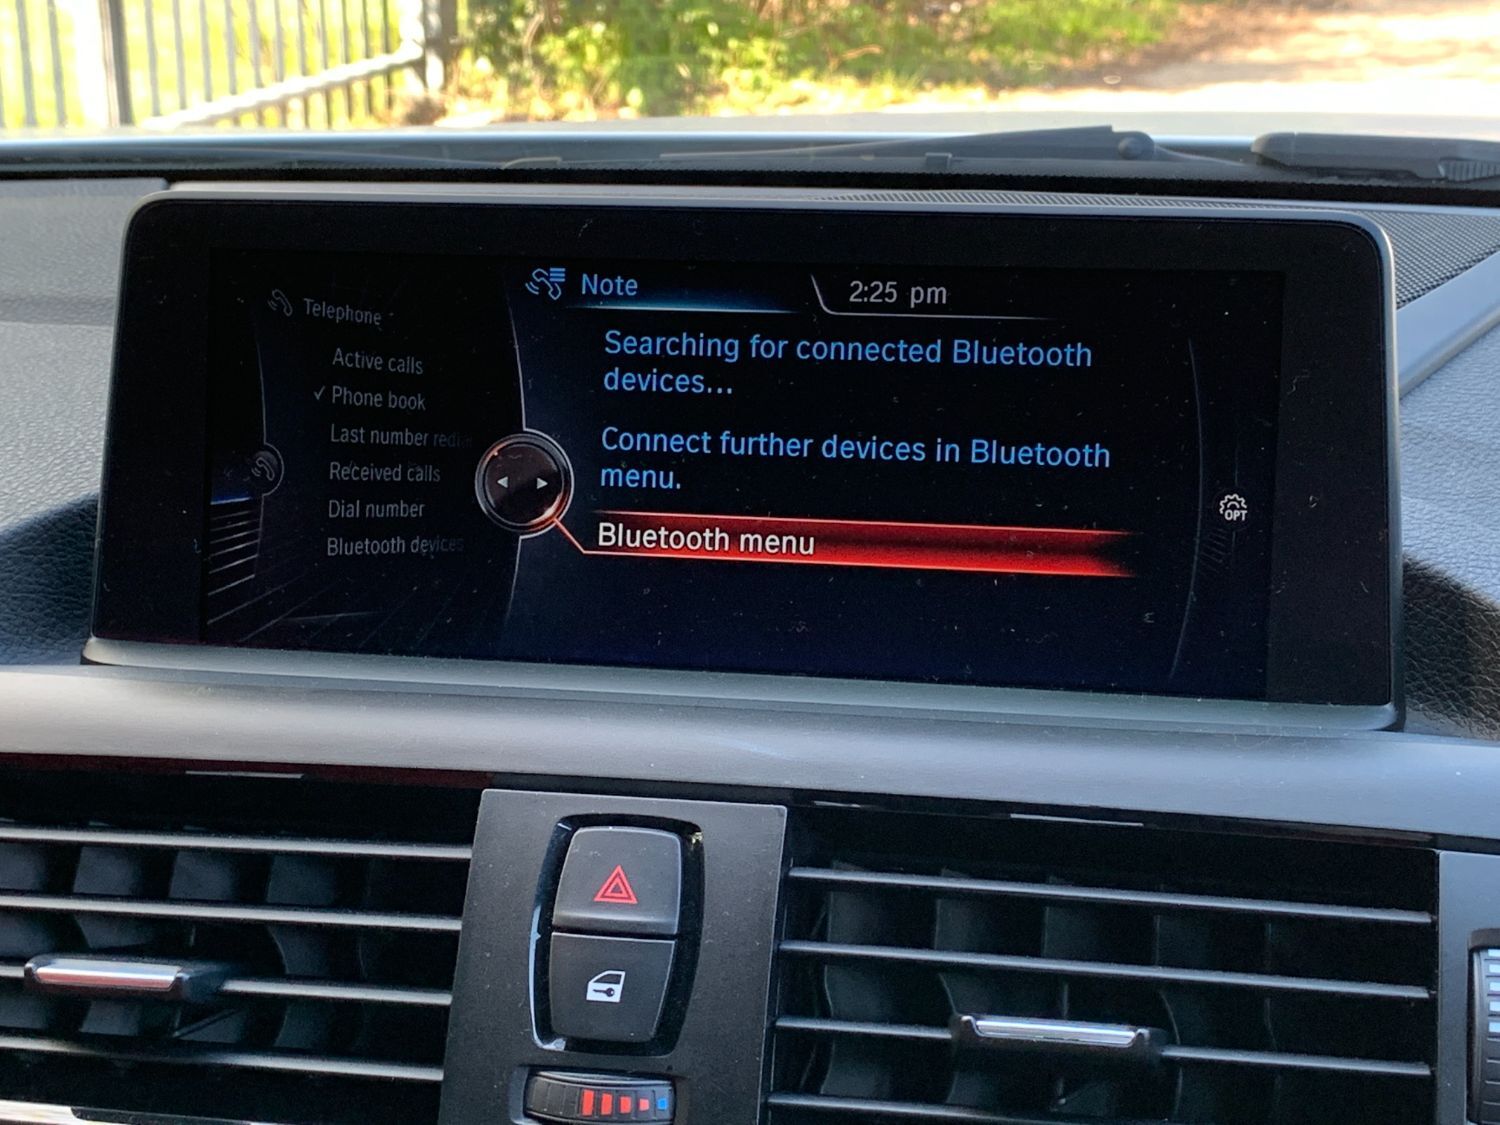 Note
2:25 pm
Telephone
Active calls
Phone book
Last number redial
Received calls
Dial number
Bluetooth devices
Searching for connected Bluetooth
devices...
Connect further devices in Bluetooth
menu.
Bluetooth menu
OPT